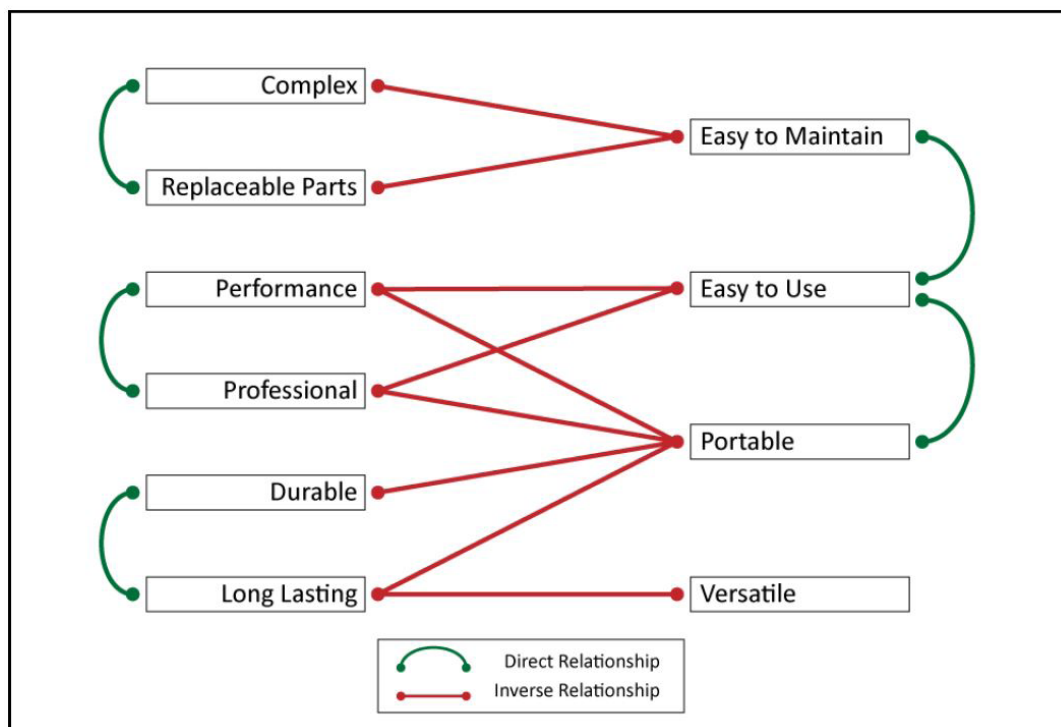 Complex
Easy to Maintain
Replaceable Parts
Performance
Easy to Use
Professional
Portable
Durable
Long Lasting
Versatile
Direct Relationship
Inverse Relationship